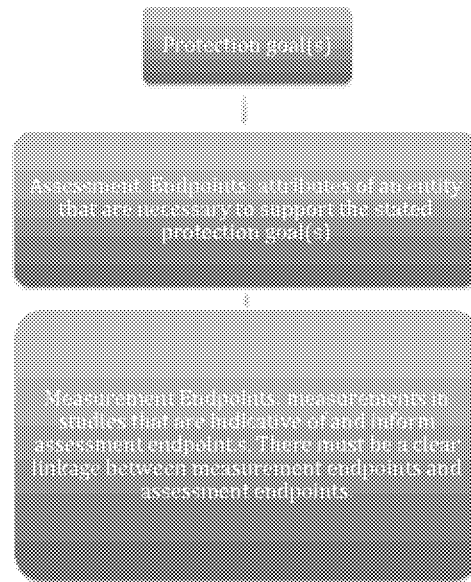 Protection goal(s)
Assessment Endpoints: attributes of an entity
that are necessary to support the stated
protection goal(s)
Measurement Endpoints: measurements in
studies that are indicative of and inform
assessment endpoint s. There must be a clear
linkage between measurement endpoints and
assessment endpoints